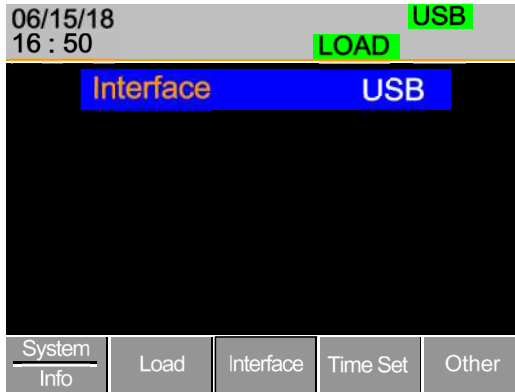 06/15/18 USB
16 : 50 LOAD
Interface USB
System
Info
Load
Interface
Time Set
Other